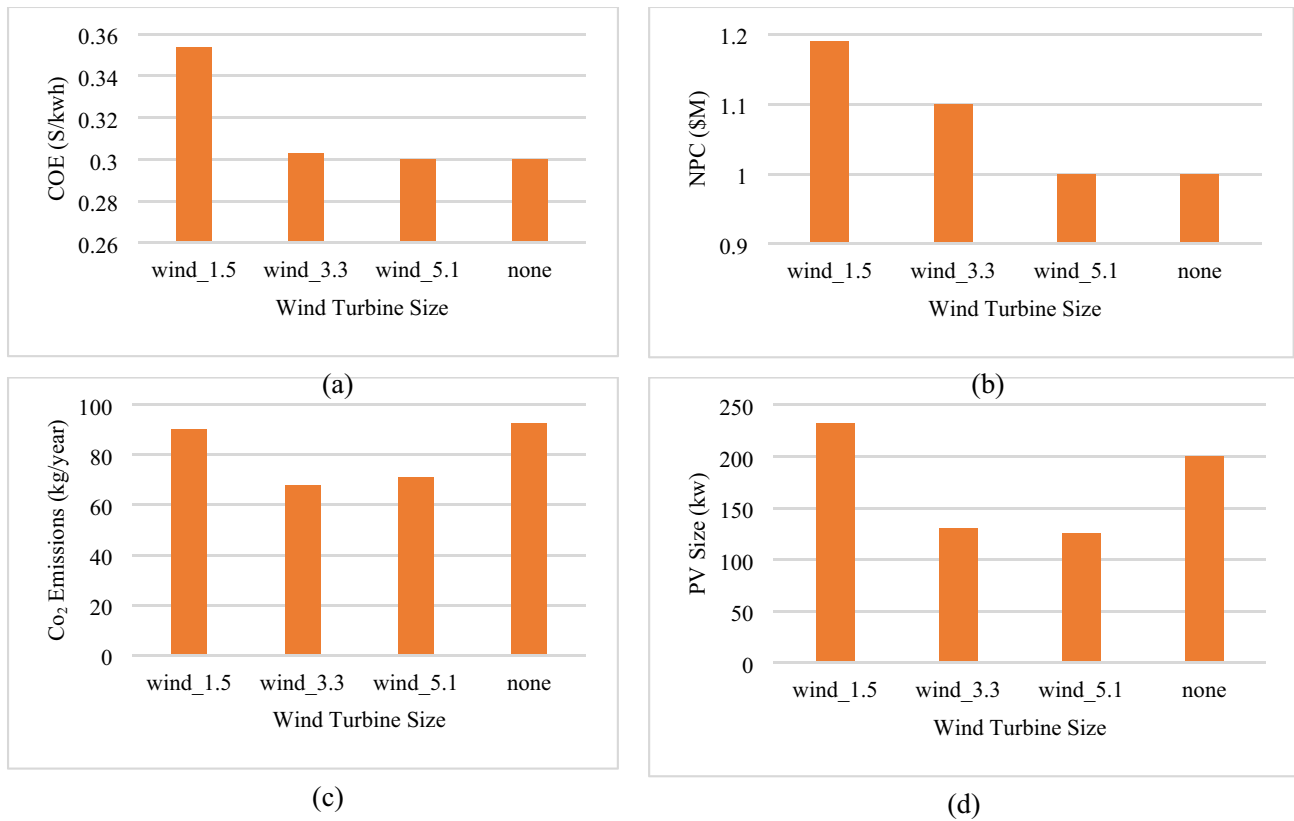 0.36
0.34
0.32
0.3
0.28
0.26
COE (S/kwh)
wind_1.5 wind_3.3 wind_5.1 none
Wind Turbine Size
(a)
1.2
1.1
1
0.9
NPC ($M)
wind_1.5 wind_3.3 wind_5.1 none
Wind Turbine Size
(b)
100
80
60
40
20
0
Co₂ Emissions (kg/year)
wind_1.5 wind_3.3 wind_5.1 none
Wind Turbine Size
(c)
250
200
150
100
50
0
PV Size (kw)
wind_1.5 wind_3.3 wind_5.1 none
Wind Turbine Size
(d)